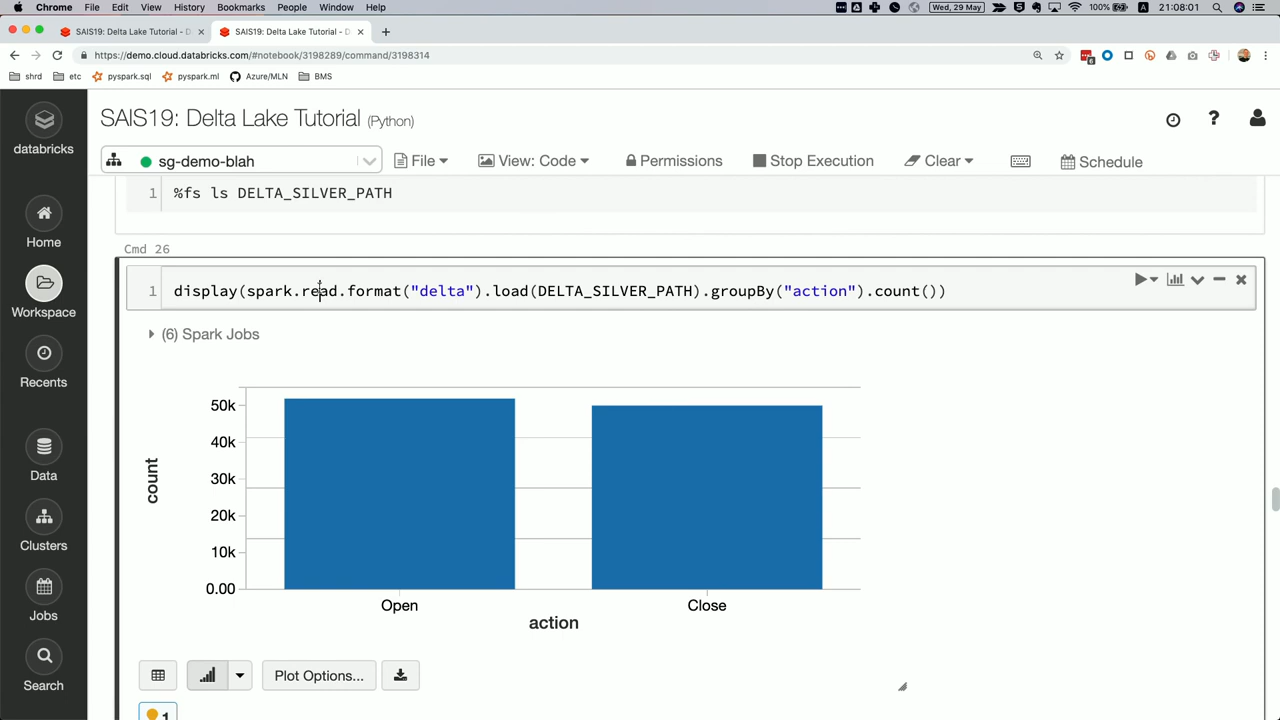 Chrome File Edit View History Bookmarks People Window Help 100% A Wed, 29 May 21:08:01
SAIS19: Delta Lake Tutorial - D SAIS19: Delta Lake Tutorial - D
https://demo.cloud.databricks.com/#notebook/3198289/command/3198314
shrd etc pyspark.sql pyspark.ml Azure/MLN BMS
databricks
Home
Workspace
Recents
Data
Clusters
Jobs
Search
SAIS19: Delta Lake Tutorial (Python)
sg-demo-blah File View: Code Permissions Stop Execution Clear Schedule
1 %fs ls DELTA_SILVER_PATH
Cmd 26
1 display(spark.read.format("delta").load(DELTA_SILVER_PATH).groupBy("action").count())
(6) Spark Jobs
count
50k
40k
30k
20k
10k
0.00
Open Close
action
Plot Options...
1